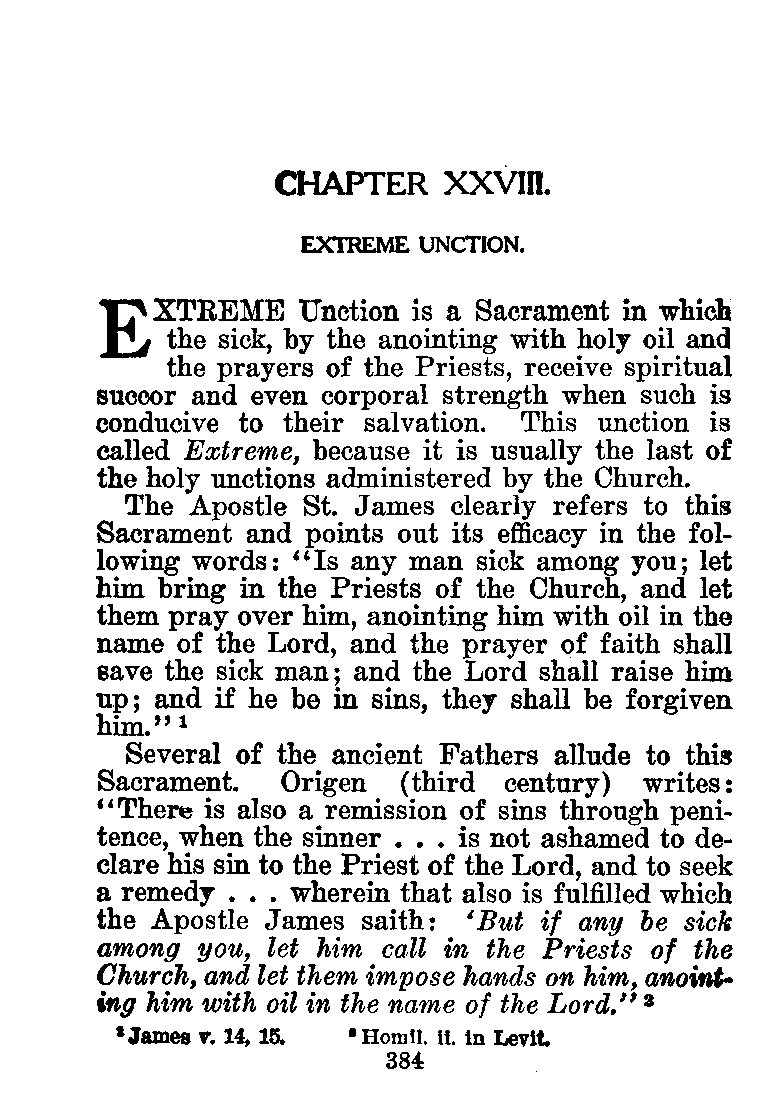 CHAPTER XXVIII.
EXTREME UNCTION.
EXTREME Unction is a Sacrament in which
the sick, by the anointing with holy oil and
the prayers of the Priests, receive spiritual
succor and even corporal strength when such is
conducive to their salvation. This unction is
called Extreme, because it is usually the last of
the holy unctions administered by the Church.
The Apostle St. James clearly refers to this
Sacrament and points out its efficacy in the fol-
lowing words: “Is any man sick among you; let
him bring in the Priests of the Church, and let
them pray over him, anointing him with oil in the
name of the Lord, and the prayer of faith shall
save the sick man; and the Lord shall raise him
up; and if he be in sins, they shall be forgiven
him.” ¹
Several of the ancient Fathers allude to this
Sacrament. Origen (third century) writes:
“There is also a remission of sins through peni-
tence, when the sinner . . . is not ashamed to de-
clare his sin to the Priest of the Lord, and to seek
a remedy . . . wherein that also is fulfilled which
the Apostle James saith: ‘But if any be sick
among you, let him call in the Priests of the
Church, and let them impose hands on him, anoint-
ing him with oil in the name of the Lord.” ²
¹ James v. 14, 15. ² Homil. ii. in Levit.
384